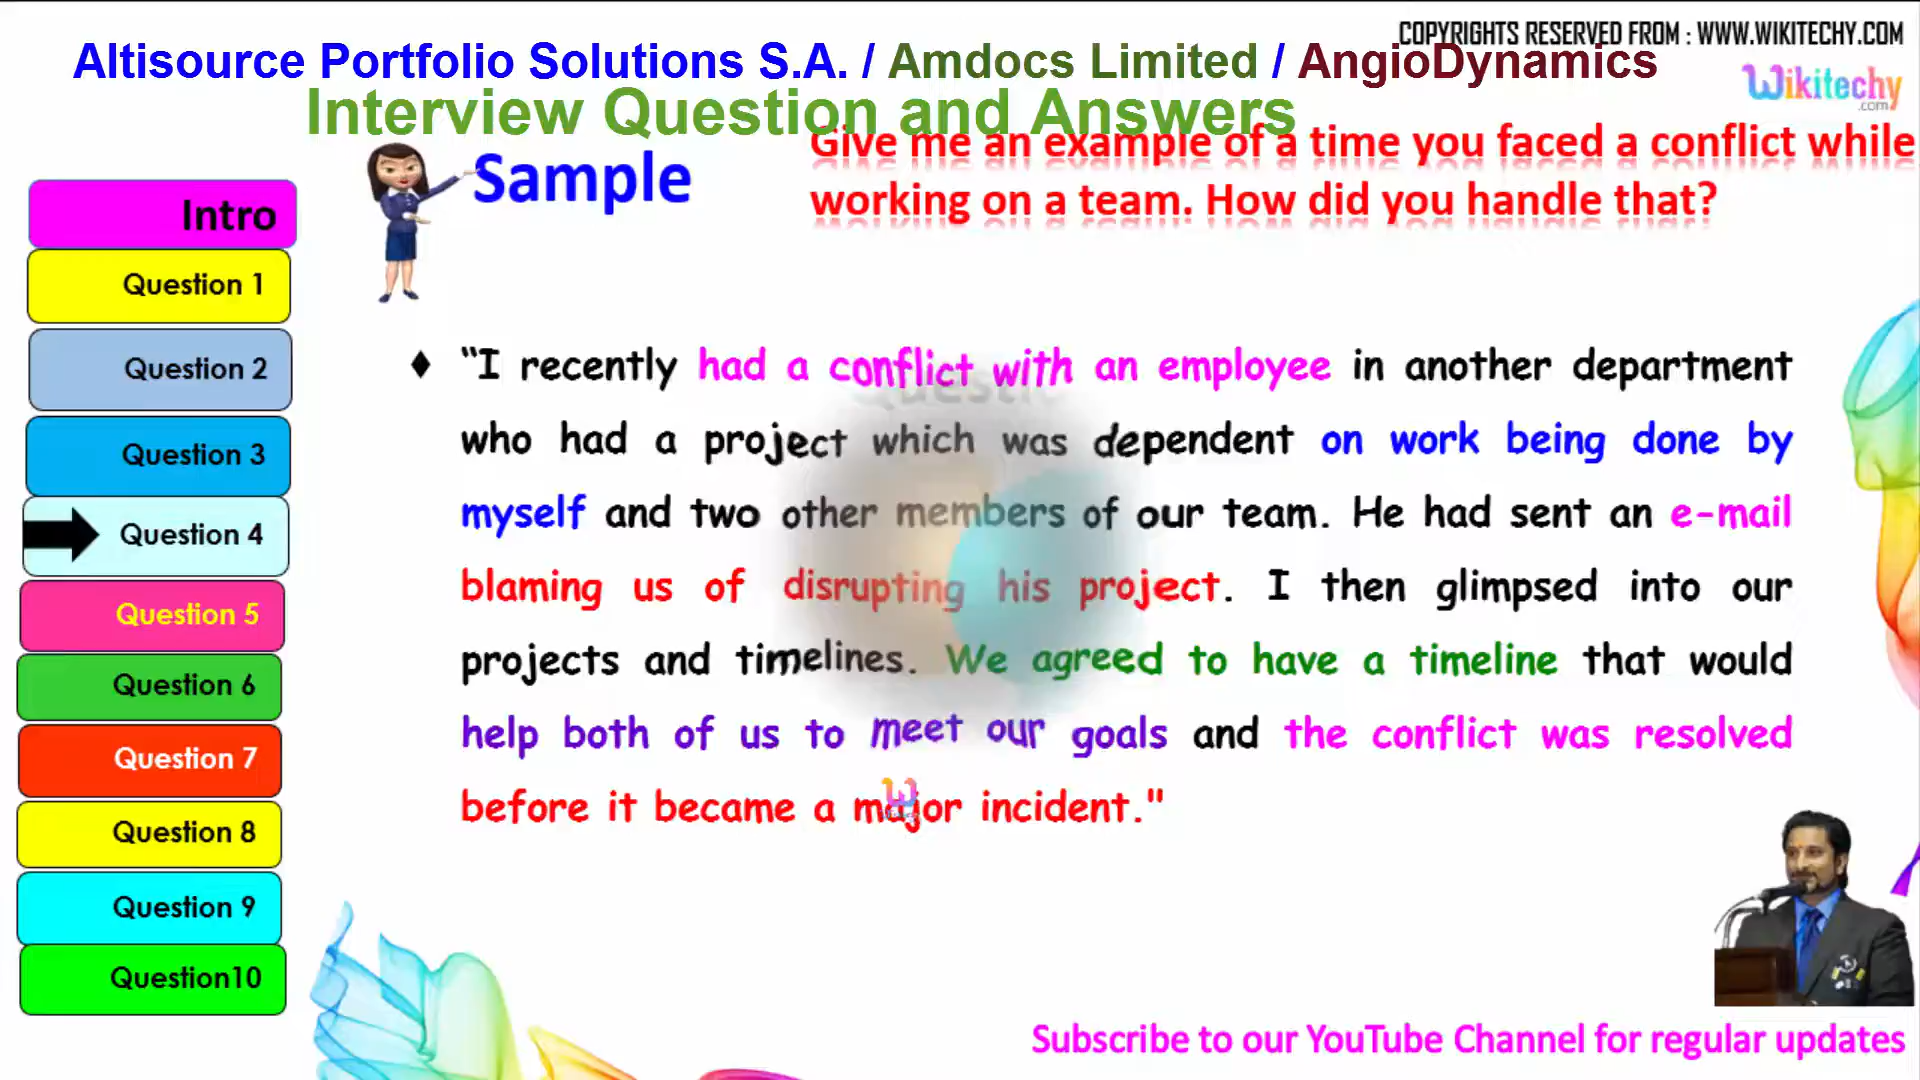 COPYRIGHTS RESERVED FROM : WWW.WIKITECHY.COM
Altisource Portfolio Solutions S.A. / Amdocs Limited / AngioDynamics
Wikitechy
.com
Interview Question and Answers
Give me an example of a time you faced a conflict while
working on a team. How did you handle that?
Sample
Intro
Question 1
Question 2
Question 3
Question 4
Question 5
Question 6
Question 7
Question 8
Question 9
Question10
♦ “I recently had a conflict with an employee in another department
who had a project which was dependent on work being done by
myself and two other members of our team. He had sent an e-mail
blaming us of disrupting his project. I then glimpsed into our
projects and timelines. We agreed to have a timeline that would
help both of us to meet our goals and the conflict was resolved
before it became a major incident."
Subscribe to our YouTube Channel for regular updates